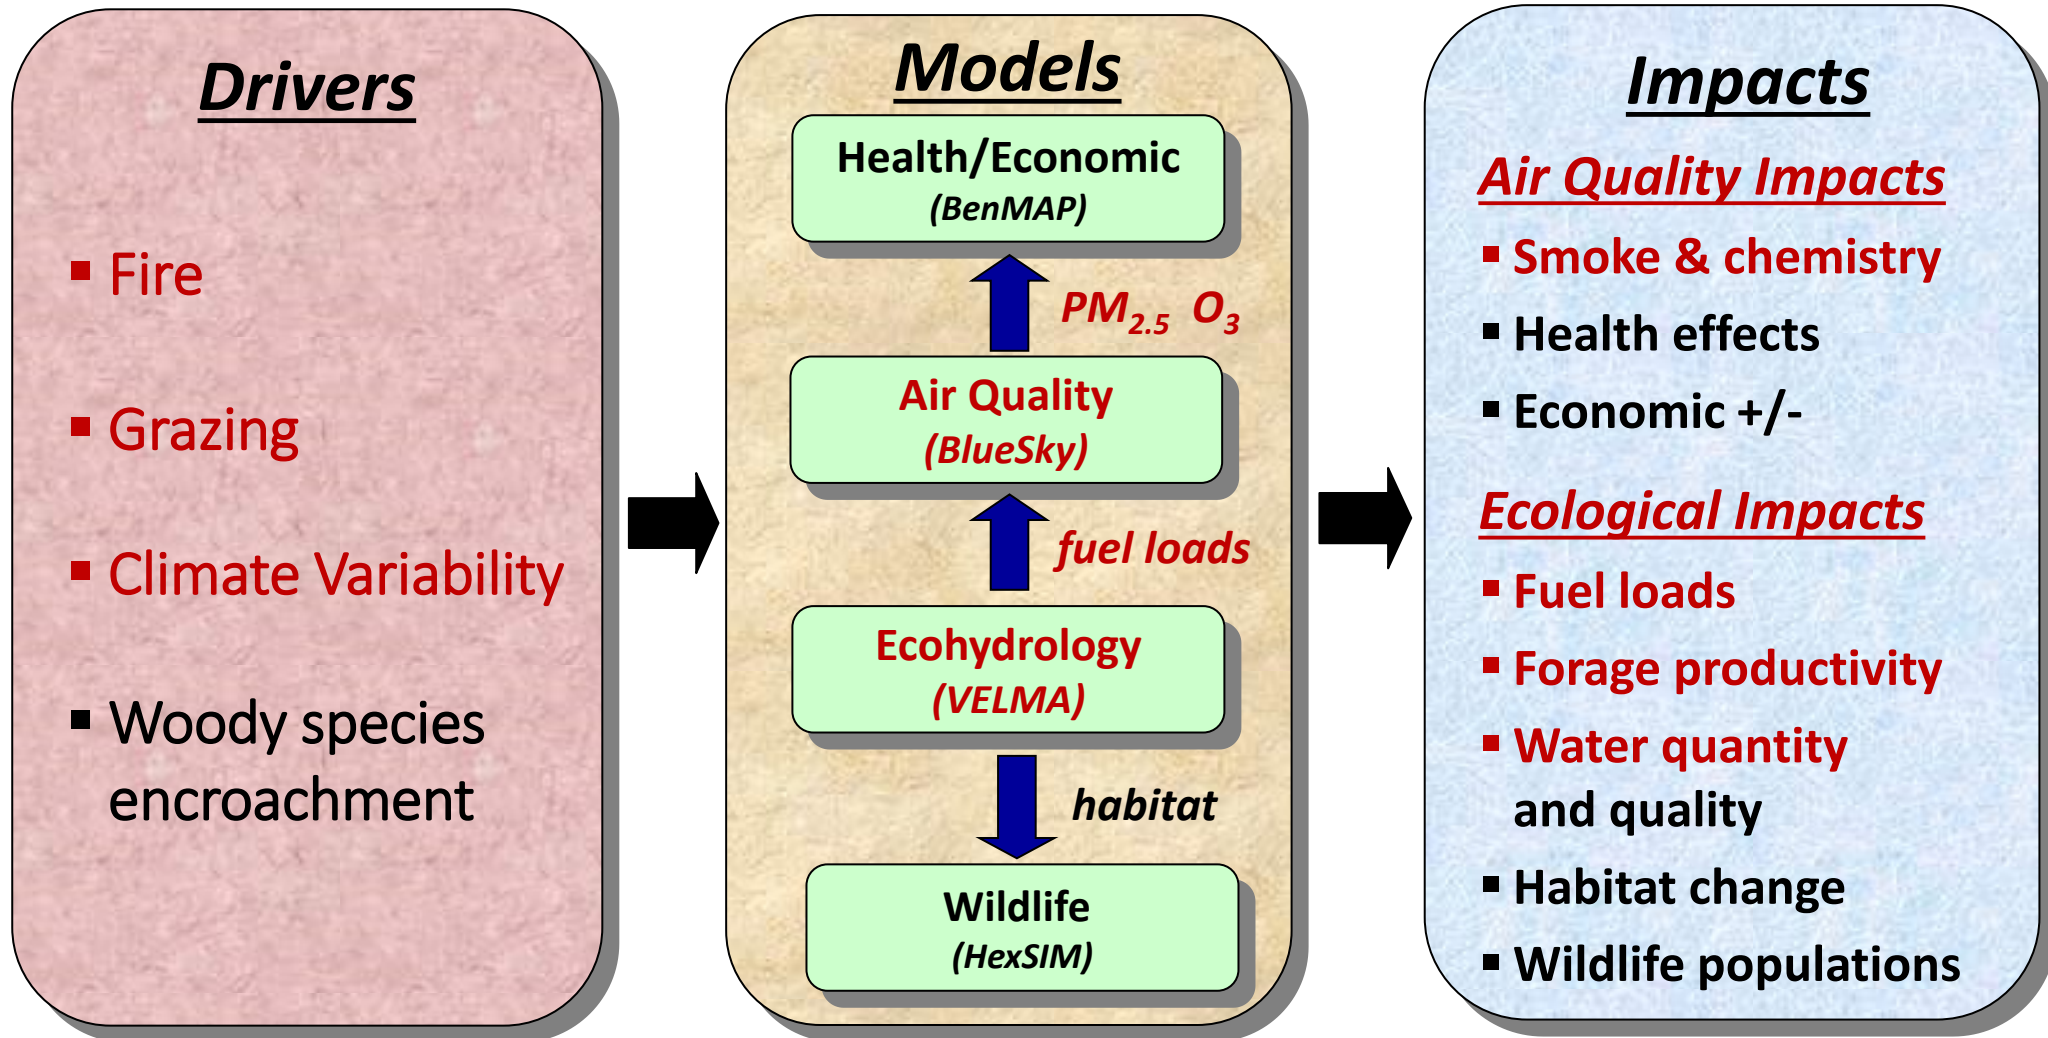 Drivers
▪ Fire
▪ Grazing
▪ Climate Variability
▪ Woody species
encroachment
Models
Health/Economic
(BenMAP)
PM2.5 O3
Air Quality
(BlueSky)
fuel loads
Ecohydrology
(VELMA)
habitat
Wildlife
(HexSIM)
Impacts
Air Quality Impacts
▪ Smoke & chemistry
▪ Health effects
▪ Economic +/-
Ecological Impacts
▪ Fuel loads
▪ Forage productivity
▪ Water quantity
and quality
▪ Habitat change
▪ Wildlife populations